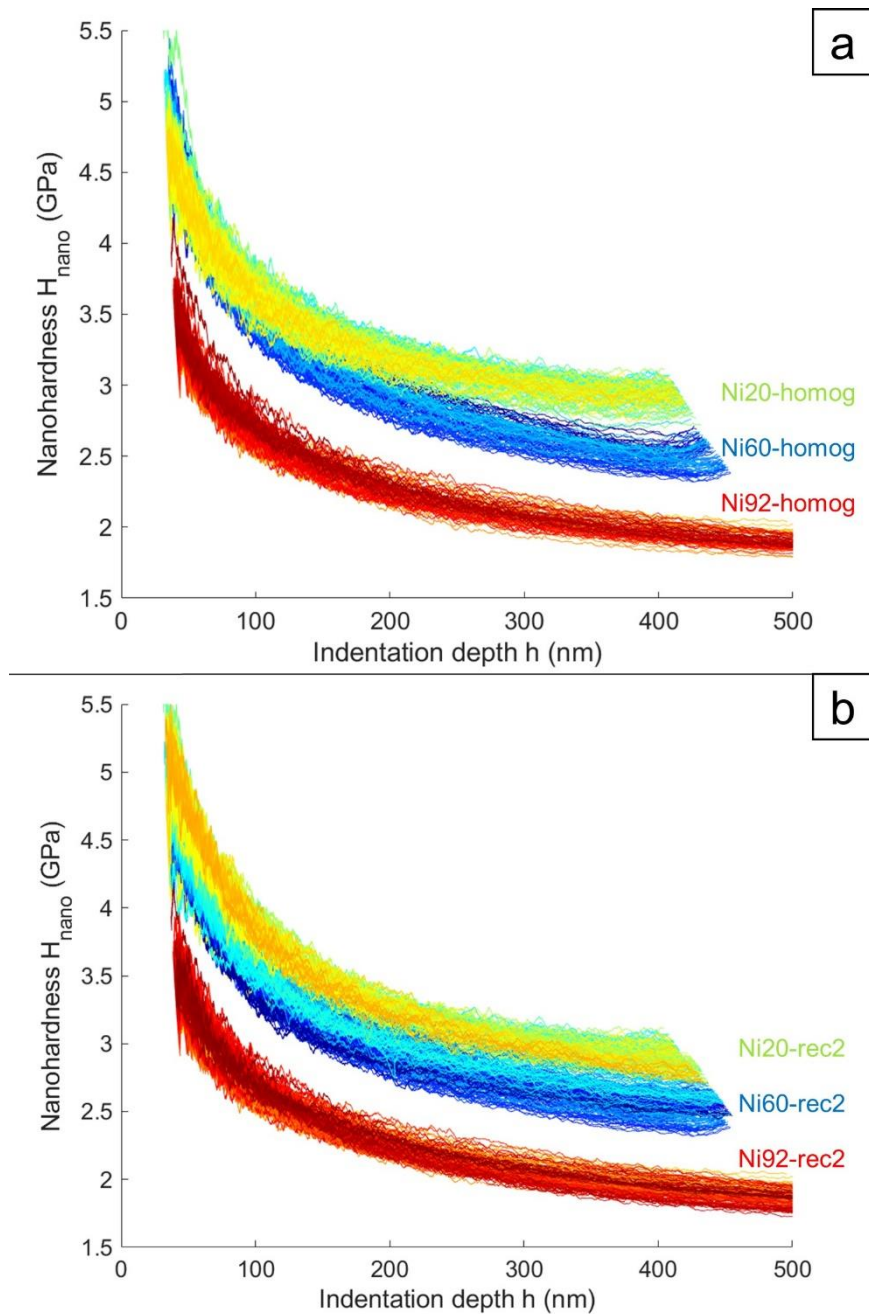 a
5.5
5
4.5
4
3.5
3
2.5
2
1.5
Nanohardness H_nano (GPa)
Ni20-homog
Ni60-homog
Ni92-homog
0 100 200 300 400 500
Indentation depth h (nm)
b
5.5
5
4.5
4
3.5
3
2.5
2
1.5
Nanohardness H_nano (GPa)
Ni20-rec2
Ni60-rec2
Ni92-rec2
0 100 200 300 400 500
Indentation depth h (nm)